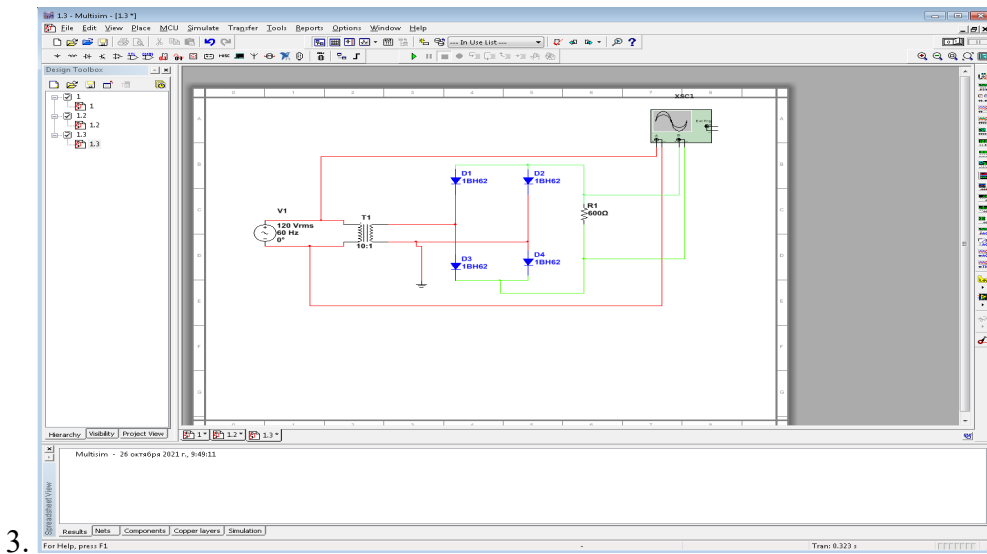 1.3 - Multisim - [1.3 *]
File Edit View Place MCU Simulate Transfer Tools Reports Options Window Help
--- In Use List ---
Design Toolbox
1
1
1.2
1.2
1.3
1.3
XSC1
Ext Trig
D1
1BH62
D2
1BH62
V1
120 Vrms
60 Hz
0°
T1
10:1
R1
600Ω
D3
1BH62
D4
1BH62
Hierarchy Visibility Project View
1 * 1.2 * 1.3 *
Multisim - 26 октября 2021 г., 9:49:11
Spreadsheet View
Results Nets Components Copper layers Simulation
3.
For Help, press F1
- Tran: 0.323 s